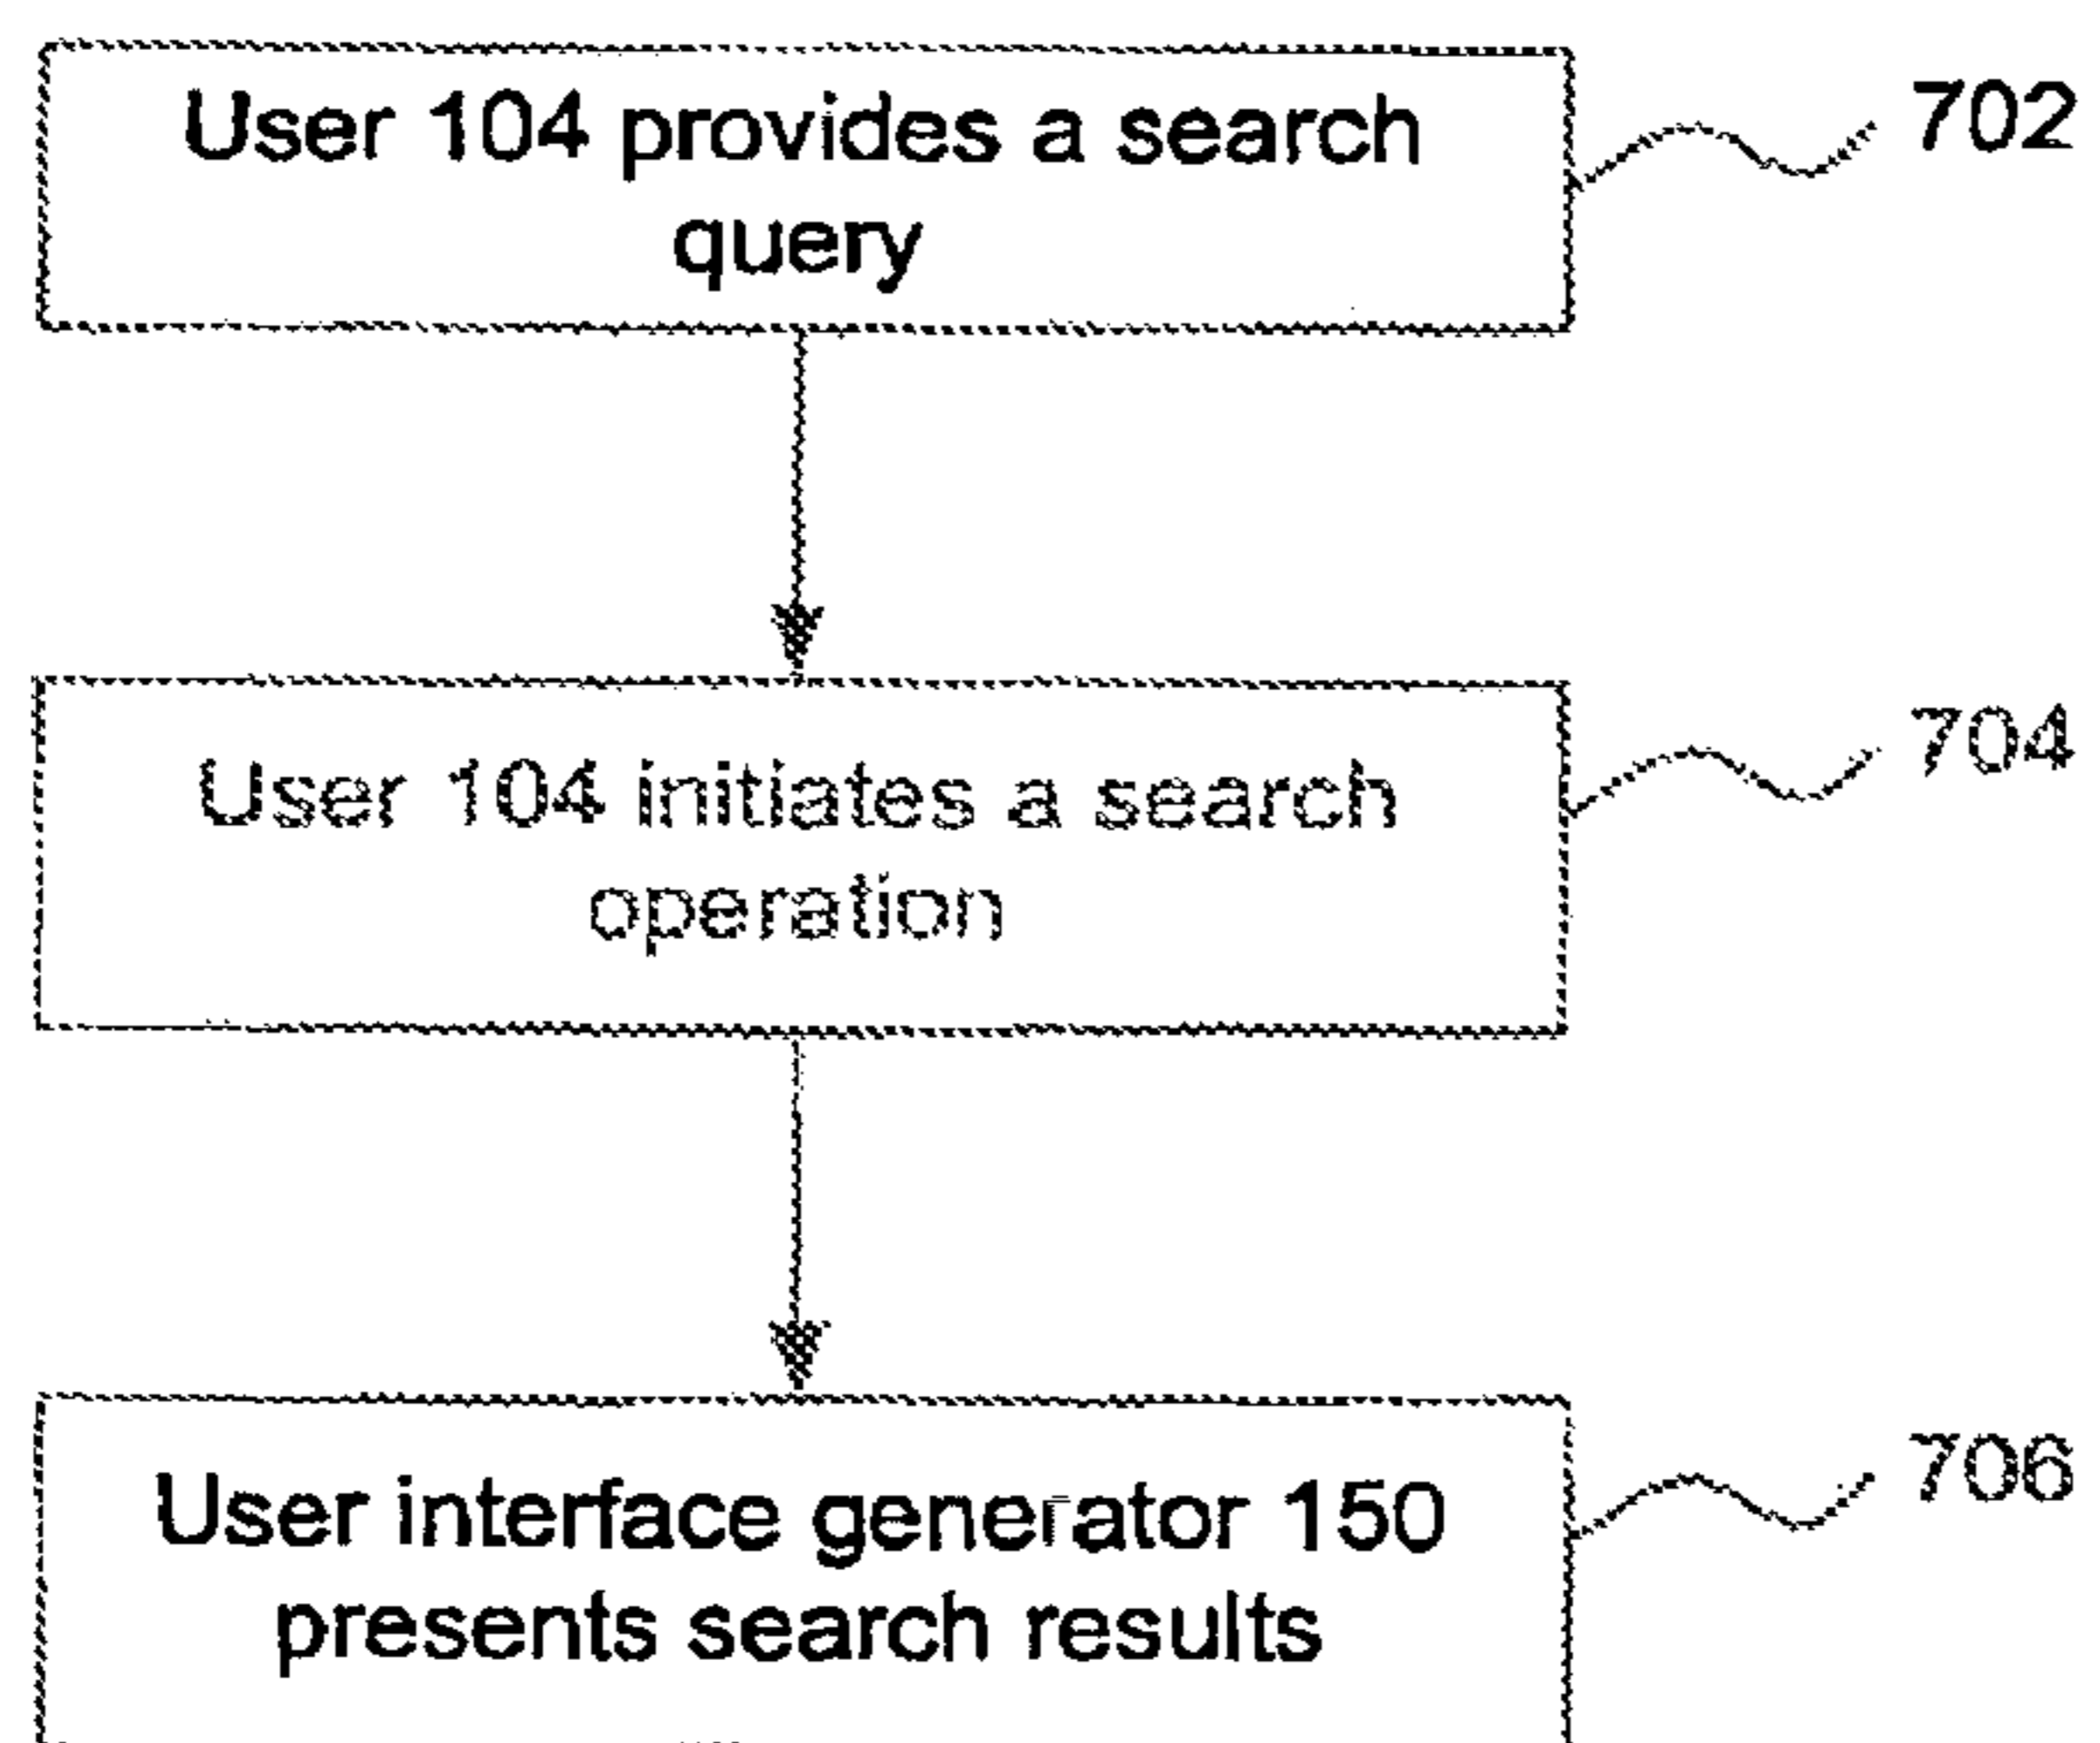 User 104 provides a search
query
702
User 104 initiates a search
operation
704
User interface generator 150
presents search results
706